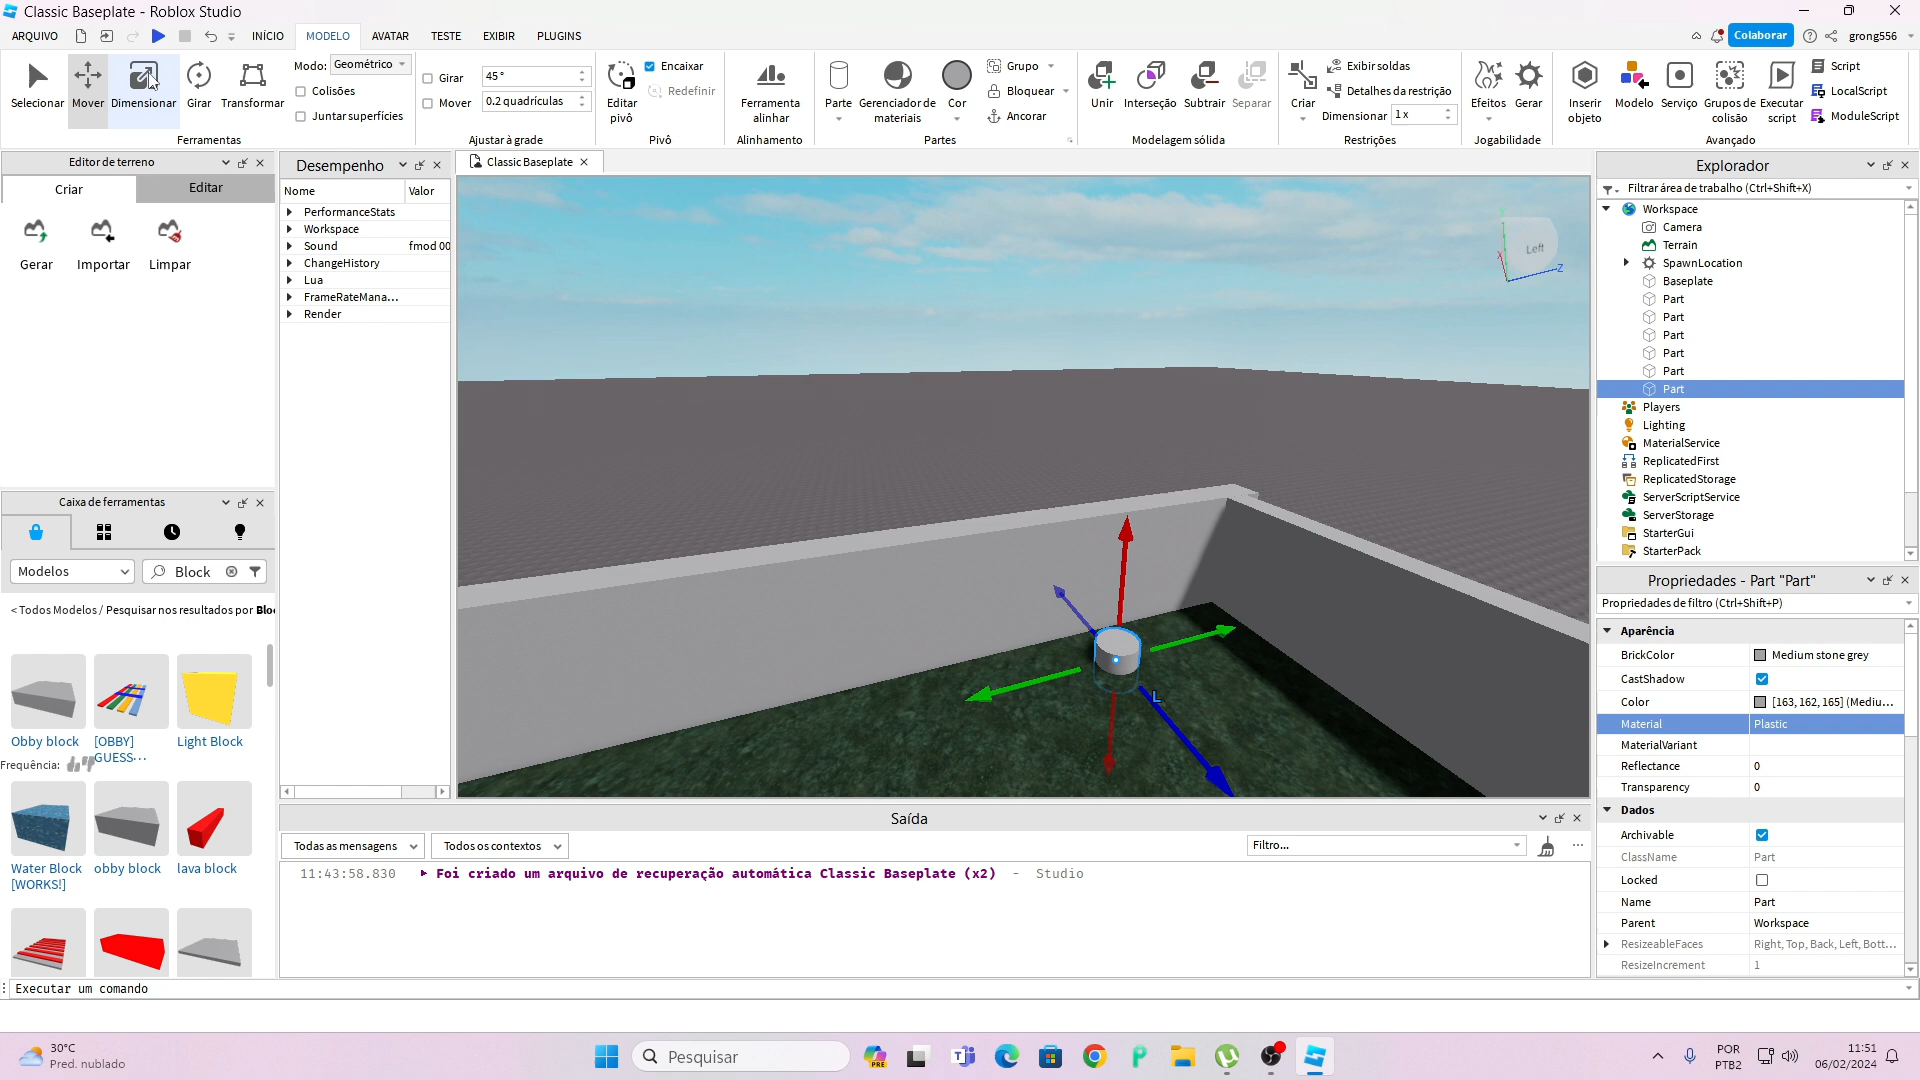 Classic Baseplate - Roblox Studio
ARQUIVO
INÍCIO
MODELO
AVATAR
TESTE
EXIBIR
PLUGINS
Colaborar
grong556
Selecionar
Mover
Dimensionar
Girar
Transformar
Modo: Geométrico
Colisões
Juntar superfícies
Ferramentas
Girar
45°
Mover
0.2 quadrículas
Ajustar à grade
Editar pivô
Encaixar
Redefinir
Pivô
Ferramenta alinhar
Alinhamento
Parte
Gerenciador de materiais
Cor
Grupo
Bloquear
Ancorar
Partes
Unir
Interseção
Subtrair
Separar
Modelagem sólida
Criar
Exibir soldas
Detalhes da restrição
Dimensionar 1 x
Restrições
Efeitos
Gerar
Jogabilidade
Inserir objeto
Modelo
Serviço
Grupos de colisão
Executar script
Script
LocalScript
ModuleScript
Avançado
Editor de terreno
Criar
Editar
Gerar
Importar
Limpar
Caixa de ferramentas
Modelos
Block
< Todos Modelos / Pesquisar nos resultados por Bloc
Obby block
[OBBY] GUESS...
Light Block
Frequência:
Water Block [WORKS!]
obby block
lava block
Desempenho
Nome
Valor
PerformanceStats
Workspace
Sound
fmod 00
ChangeHistory
Lua
FrameRateMana...
Render
Classic Baseplate
Left
Y
X
Z
L
Saída
Todas as mensagens
Todos os contextos
Filtro...
11:43:58.830 Foi criado um arquivo de recuperação automática Classic Baseplate (x2) - Studio
Explorador
Filtrar área de trabalho (Ctrl+Shift+X)
Workspace
Camera
Terrain
SpawnLocation
Baseplate
Part
Part
Part
Part
Part
Part
Players
Lighting
MaterialService
ReplicatedFirst
ReplicatedStorage
ServerScriptService
ServerStorage
StarterGui
StarterPack
Propriedades - Part "Part"
Propriedades de filtro (Ctrl+Shift+P)
Aparência
BrickColor
Medium stone grey
CastShadow
Color
[163, 162, 165] (Mediu...
Material
Plastic
MaterialVariant
Reflectance
0
Transparency
0
Dados
Archivable
ClassName
Part
Locked
Name
Part
Parent
Workspace
ResizeableFaces
Right, Top, Back, Left, Bott...
ResizeIncrement
1
Executar um comando
30°C
Pred. nublado
Pesquisar
PRE
POR
PTB2
11:51
06/02/2024